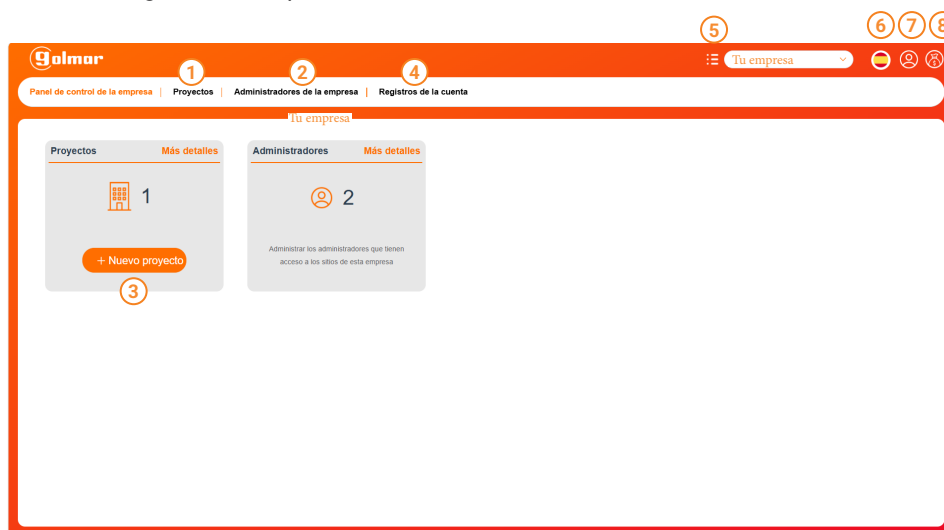 5
6 7 8
golmar
Tu empresa
1 2 4
Panel de control de la empresa | Proyectos | Administradores de la empresa | Registros de la cuenta
Tu empresa
Proyectos Más detalles
Administradores Más detalles
1
2
Administrar los administradores que tienen
acceso a los sitios de esta empresa
+ Nuevo proyecto
3